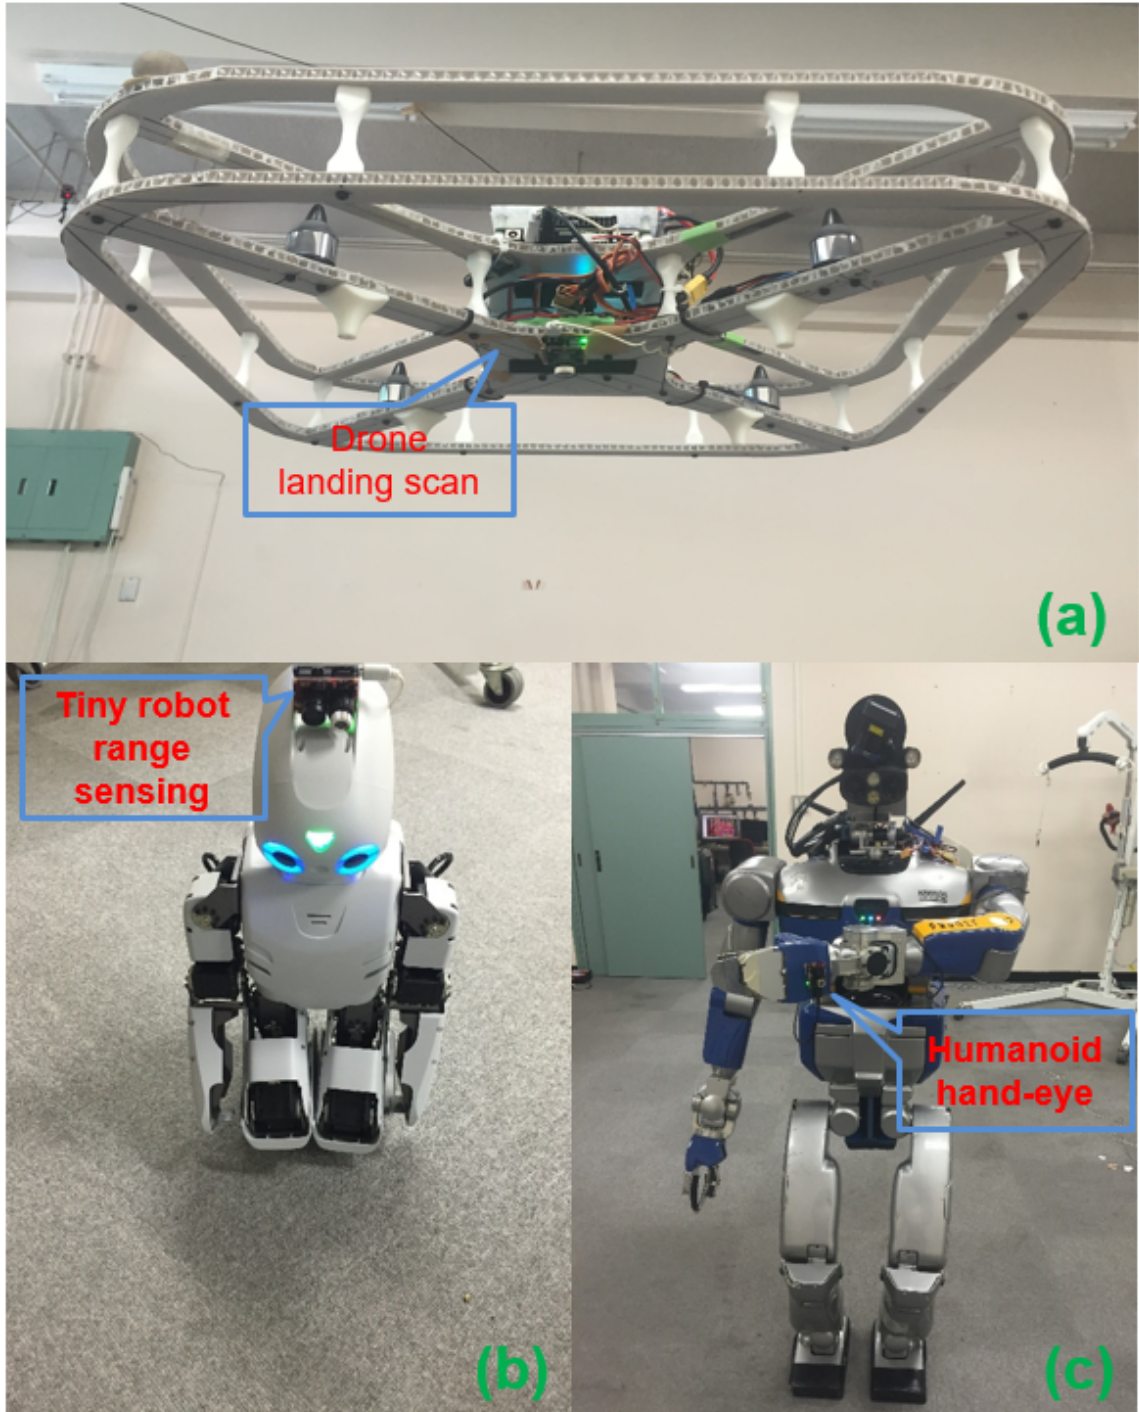 Drone
landing scan
(a)
Tiny robot
range
sensing
Humanoid
hand-eye
(b)
(c)